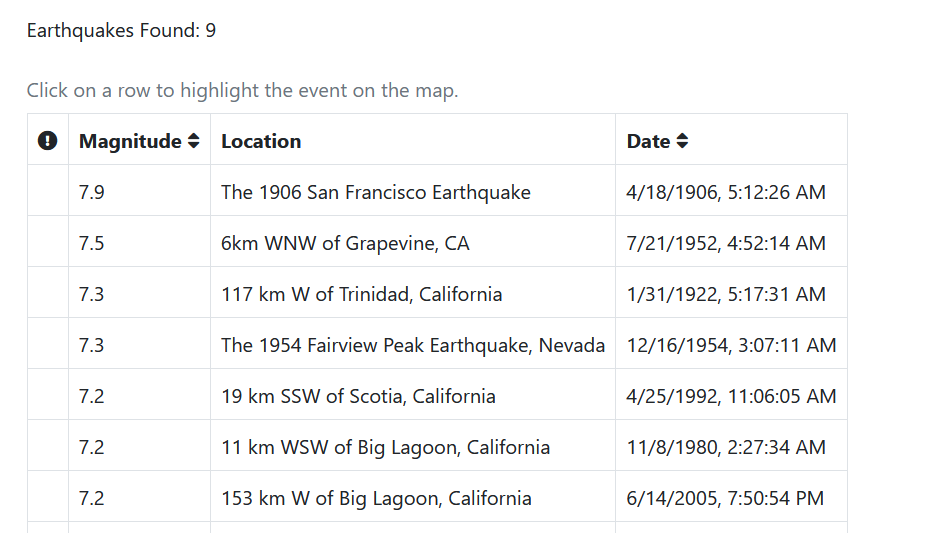 Earthquakes Found: 9
Click on a row to highlight the event on the map.
Magnitude Location Date
7.9 The 1906 San Francisco Earthquake 4/18/1906, 5:12:26 AM
7.5 6km WNW of Grapevine, CA 7/21/1952, 4:52:14 AM
7.3 117 km W of Trinidad, California 1/31/1922, 5:17:31 AM
7.3 The 1954 Fairview Peak Earthquake, Nevada 12/16/1954, 3:07:11 AM
7.2 19 km SSW of Scotia, California 4/25/1992, 11:06:05 AM
7.2 11 km WSW of Big Lagoon, California 11/8/1980, 2:27:34 AM
7.2 153 km W of Big Lagoon, California 6/14/2005, 7:50:54 PM